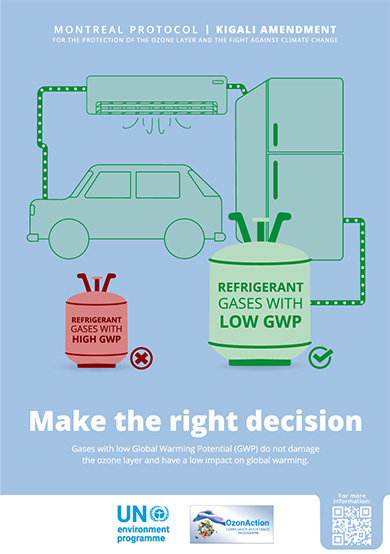 MONTREAL PROTOCOL | KIGALI AMENDMENT
FOR THE PROTECTION OF THE OZONE LAYER AND THE FIGHT AGAINST CLIMATE CHANGE
REFRIGERANT
GASES WITH
LOW GWP
REFRIGERANT
GASES WITH
HIGH GWP
Make the right decision
Gases with low Global Warming Potential (GWP) do not damage
the ozone layer and have a low impact on global warming.
UN
environment
programme
OzonAction
COMPLIANCE ASSISTANCE
PROGRAMME
For more
information: